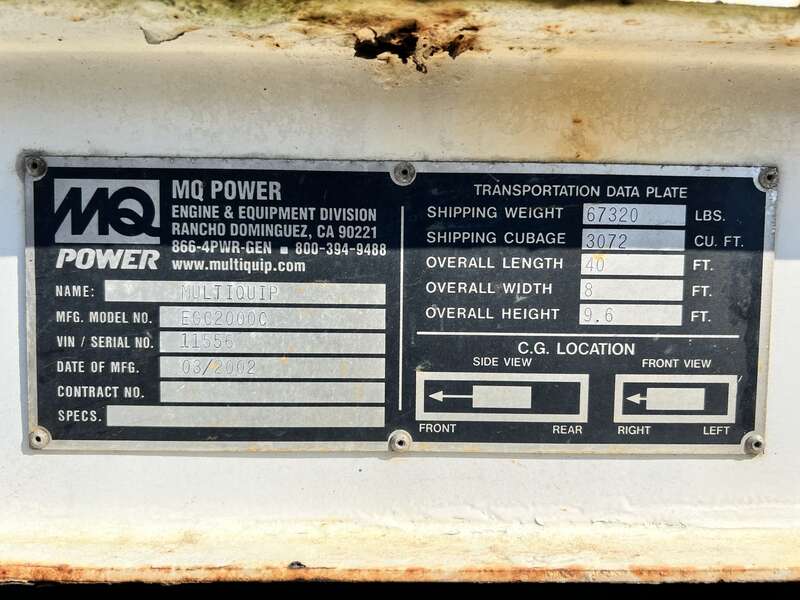 MQ
POWER
MQ POWER
ENGINE & EQUIPMENT DIVISION
RANCHO DOMINGUEZ, CA 90221
866-4PWR-GEN ■ 800-394-9488
www.multiquip.com
NAME: MULTIQUIP
MFG. MODEL NO. EGC2000C
VIN / SERIAL NO. 11556
DATE OF MFG. 03/2002
CONTRACT NO.
SPECS.
TRANSPORTATION DATA PLATE
SHIPPING WEIGHT 67320 LBS.
SHIPPING CUBAGE 3072 CU. FT.
OVERALL LENGTH 40 FT.
OVERALL WIDTH 8 FT.
OVERALL HEIGHT 9.6 FT.
C.G. LOCATION
SIDE VIEW FRONT VIEW
FRONT REAR RIGHT LEFT